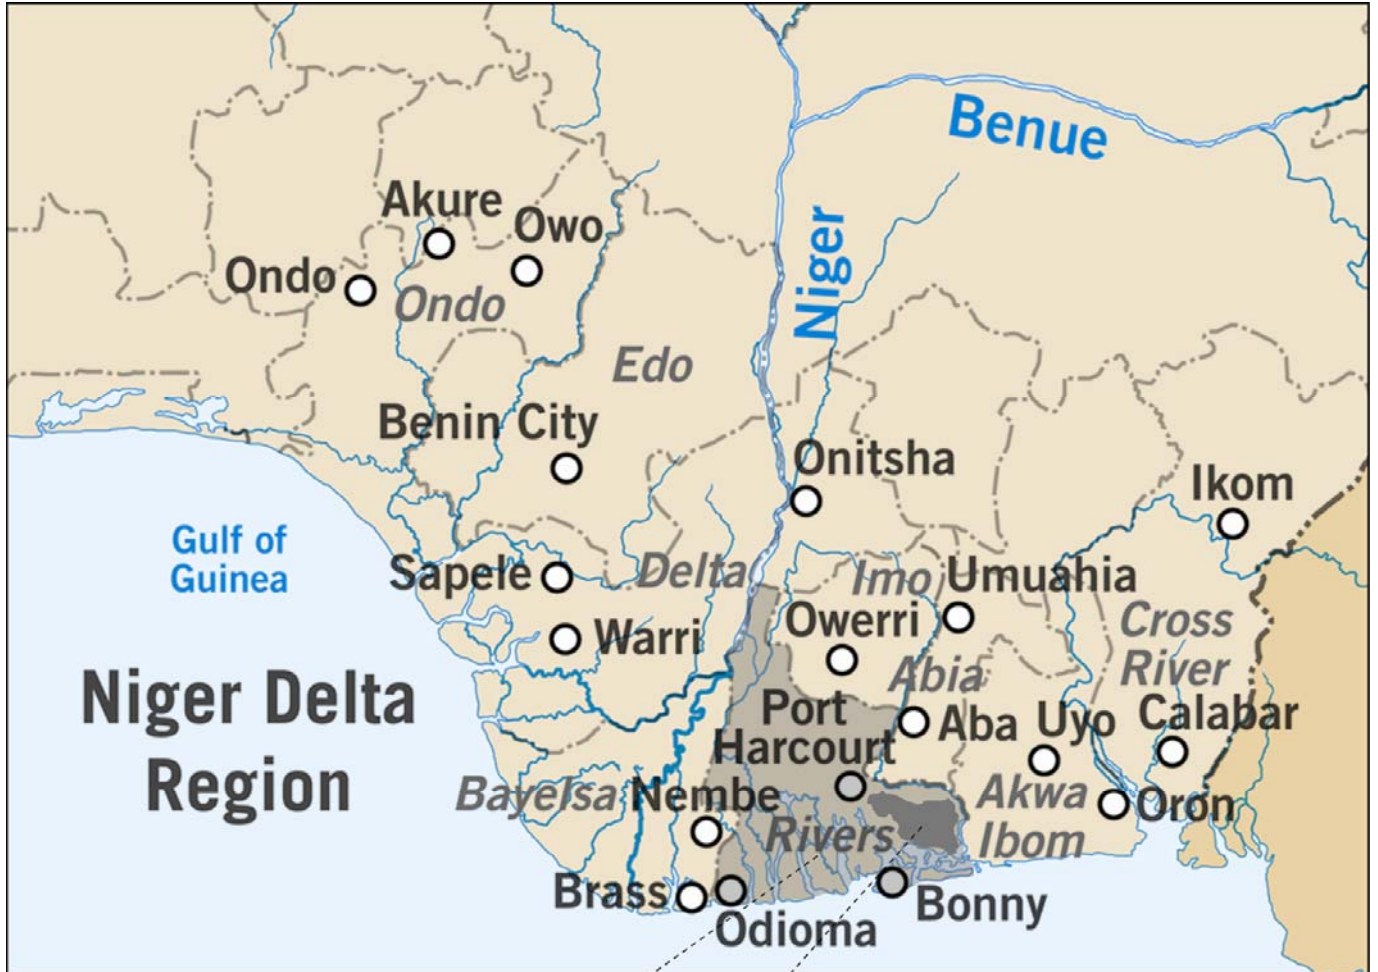 Benue
Akure
Owo
Niger
Ondo
Ondo
Edo
Benin City
Onitsha
Ikom
Gulf of
Guinea
Sapele
Delta
Imo
Umuahia
Owerri
Warri
Cross
River
Abia
Niger Delta
Region
Port
Harcourt
Aba
Uyo
Calabar
Bayelsa
Nembe
Akwa
Ibom
Oron
Rivers
Brass
Odioma
Bonny